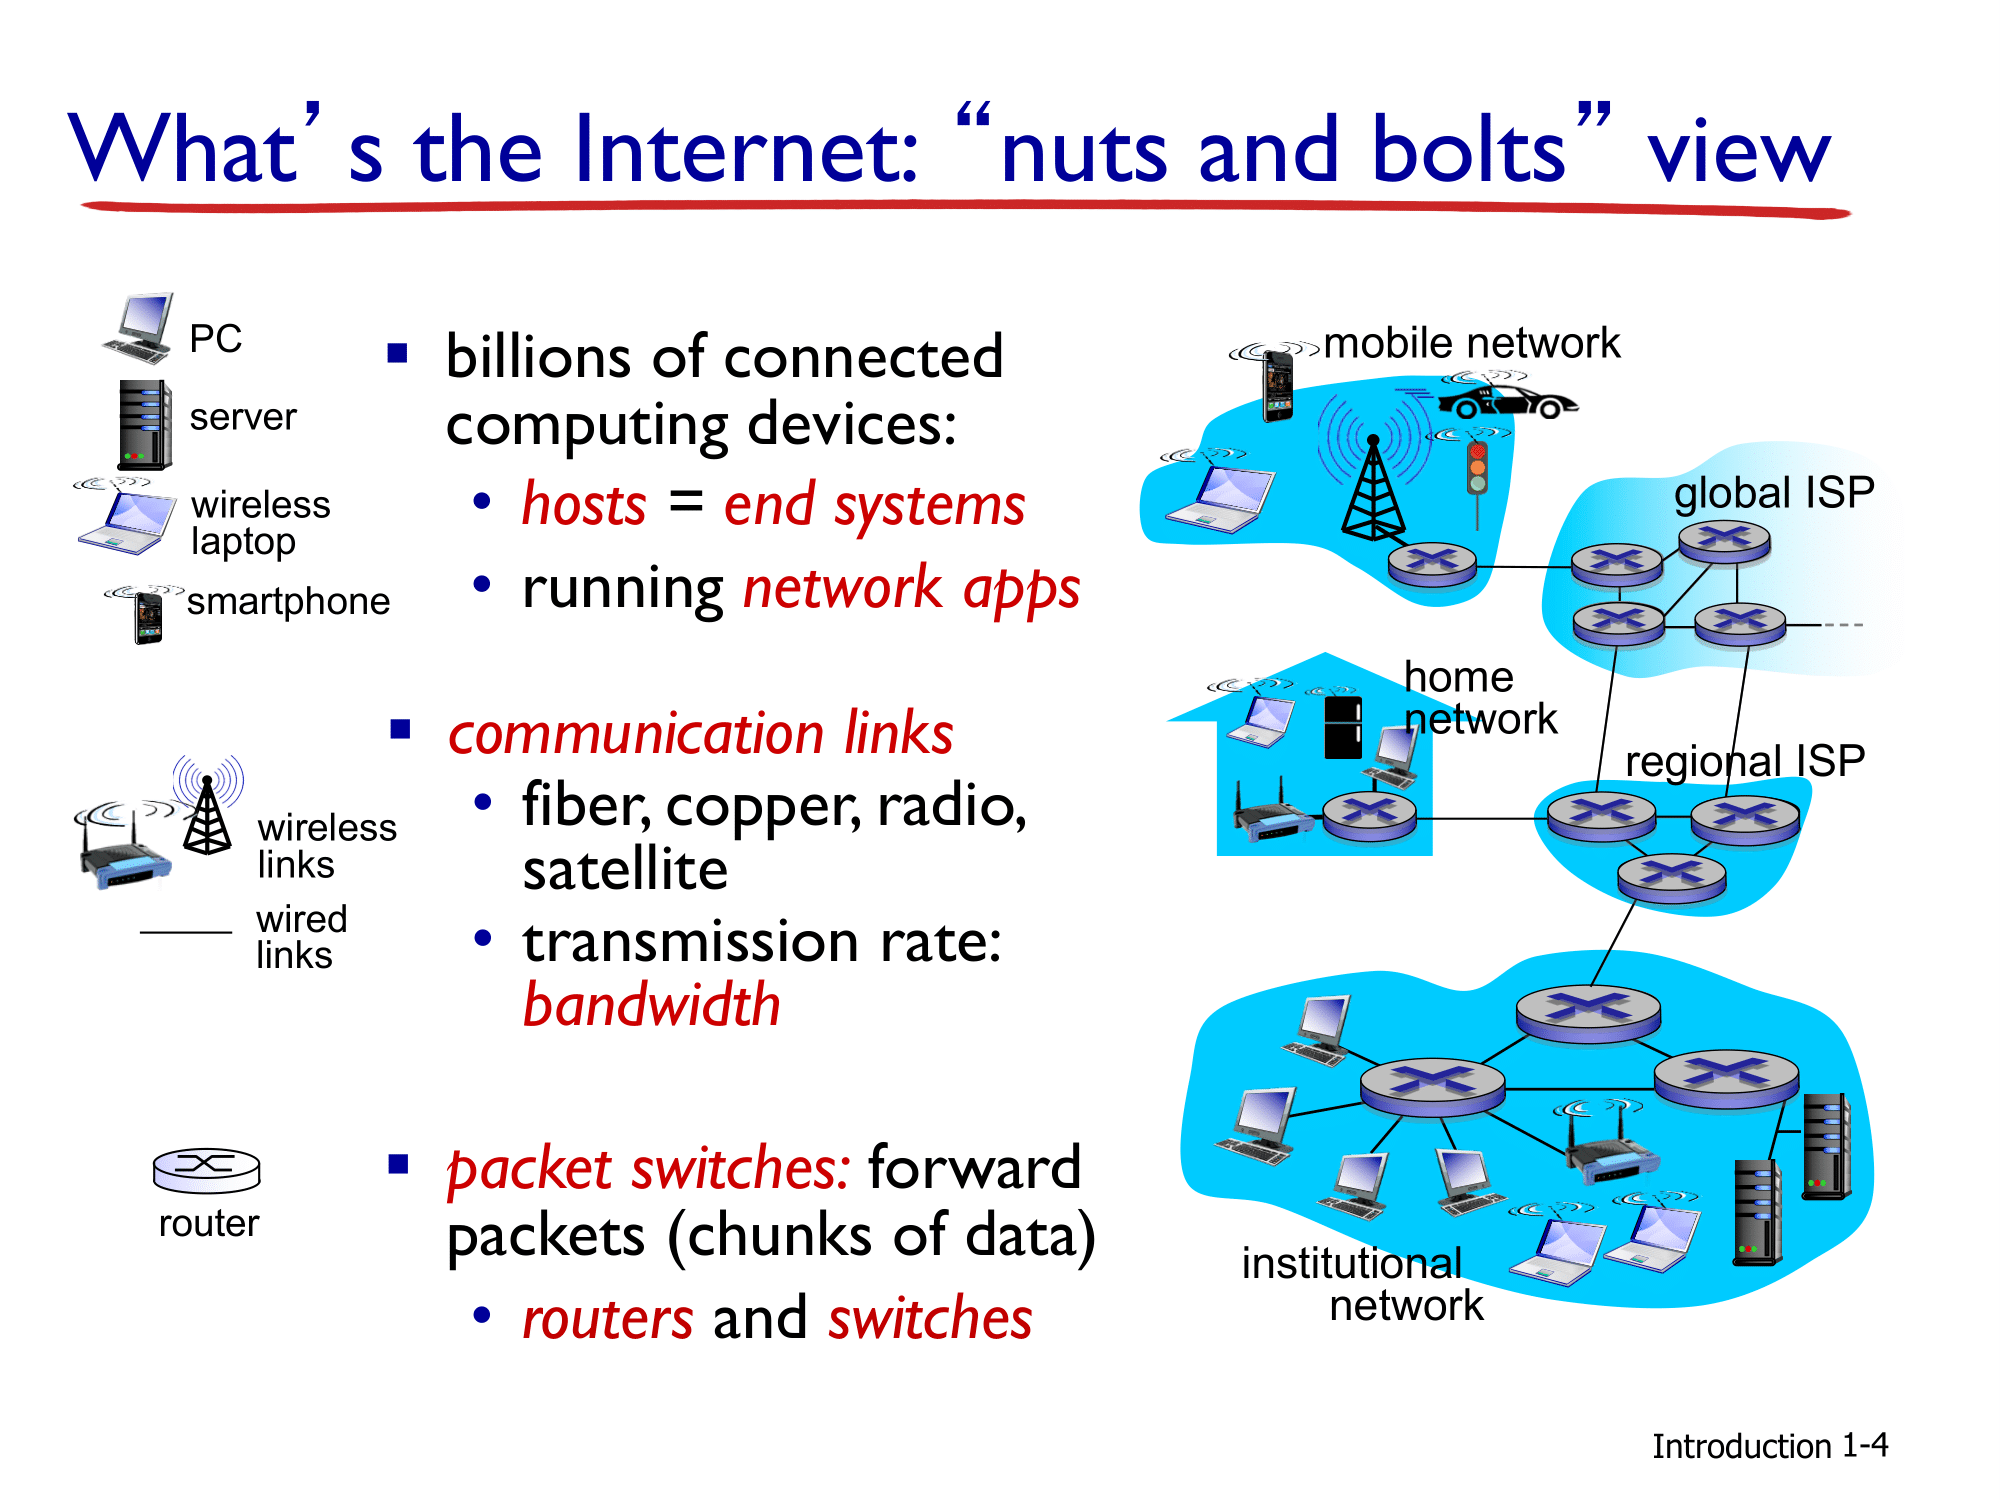 What’s the Internet: “nuts and bolts” view
PC
server
wireless
laptop
smartphone
▪ billions of connected
computing devices:
• hosts = end systems
• running network apps
▪ communication links
• fiber, copper, radio,
satellite
• transmission rate:
bandwidth
wireless
links
wired
links
▪ packet switches: forward
packets (chunks of data)
• routers and switches
router
mobile network
global ISP
home
network
regional ISP
institutional
network
Introduction 1-4